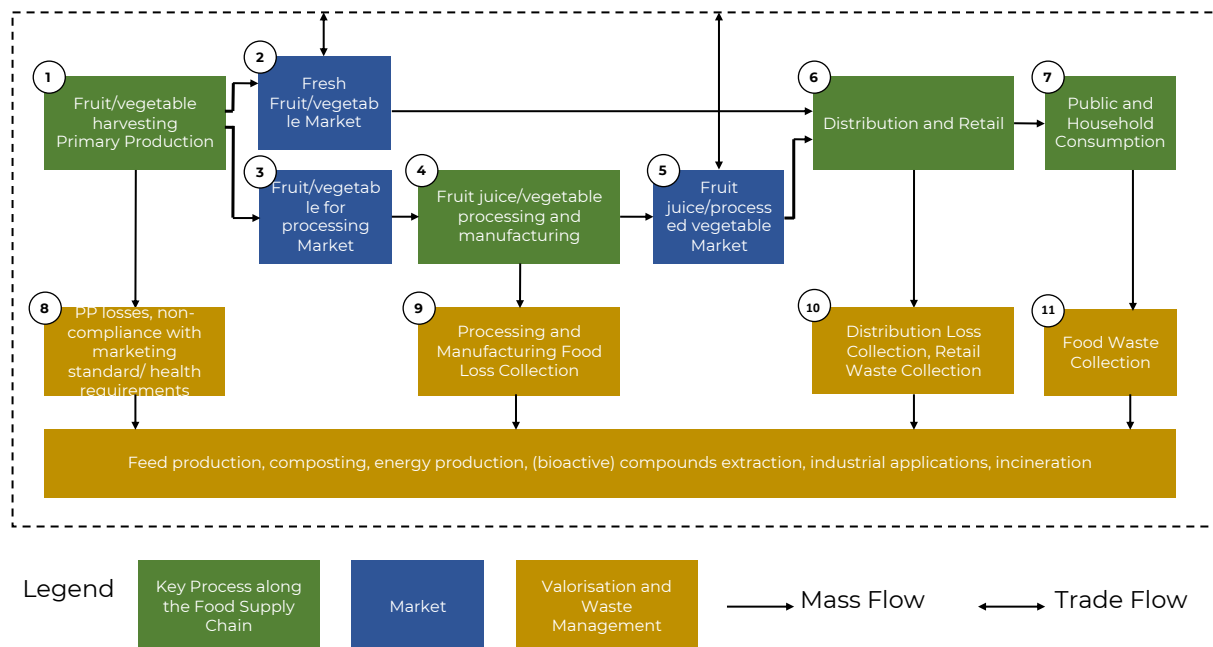 1
Fruit/vegetable
harvesting
Primary Production
2
Fresh
Fruit/vegetab
le Market
3
Fruit/vegetab
le for
processing
Market
4
Fruit juice/vegetable
processing and
manufacturing
5
Fruit
juice/process
ed vegetable
Market
6
Distribution and Retail
7
Public and
Household
Consumption
8
PP losses, non-
compliance with
marketing
standard/ health
requirements
9
Processing and
Manufacturing Food
Loss Collection
10
Distribution Loss
Collection, Retail
Waste Collection
11
Food Waste
Collection
Feed production, composting, energy production, (bioactive) compounds extraction, industrial applications, incineration
Legend
Key Process along
the Food Supply
Chain
Market
Valorisation and
Waste
Management
Mass Flow
Trade Flow